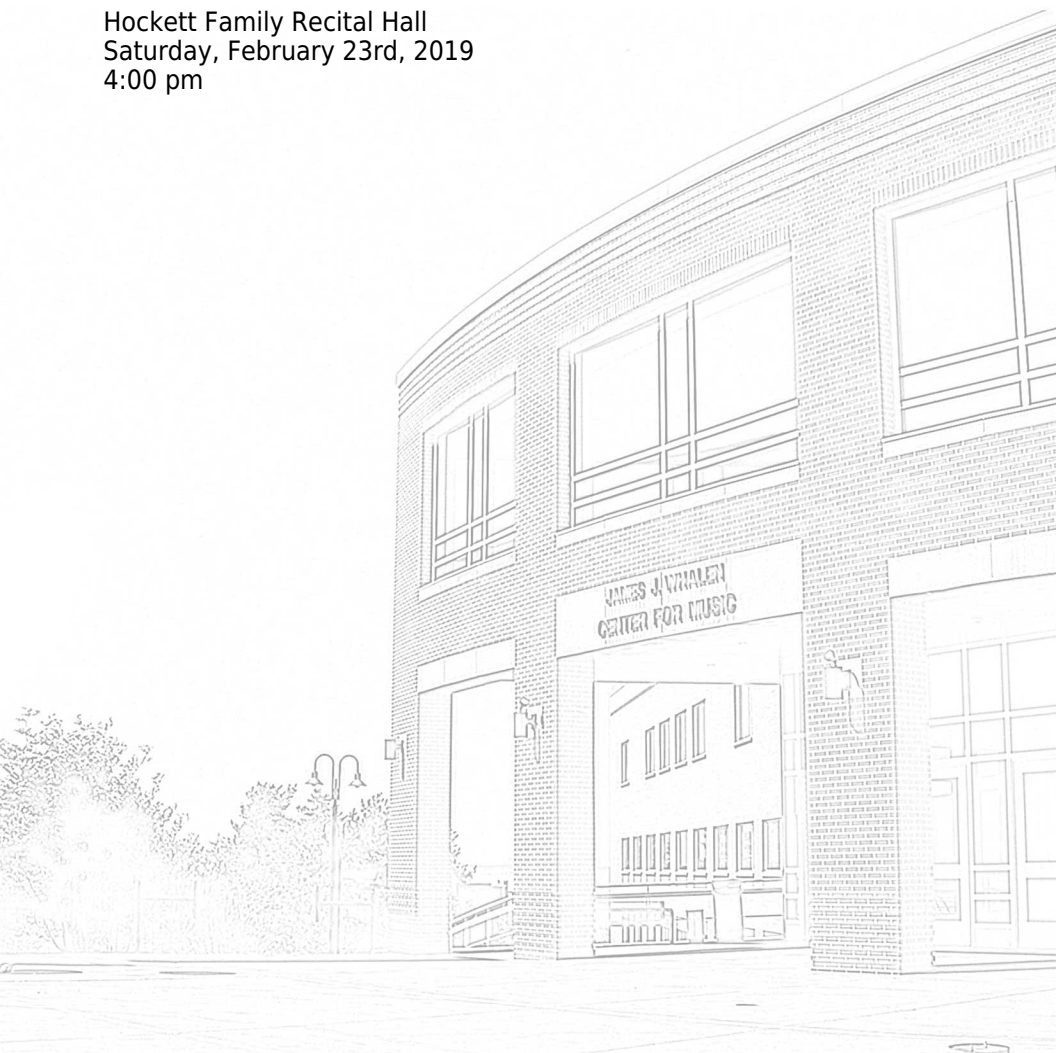 Hockett Family Recital Hall
Saturday, February 23rd, 2019
4:00 pm
JAMES J. WHALEN
CENTER FOR MUSIC